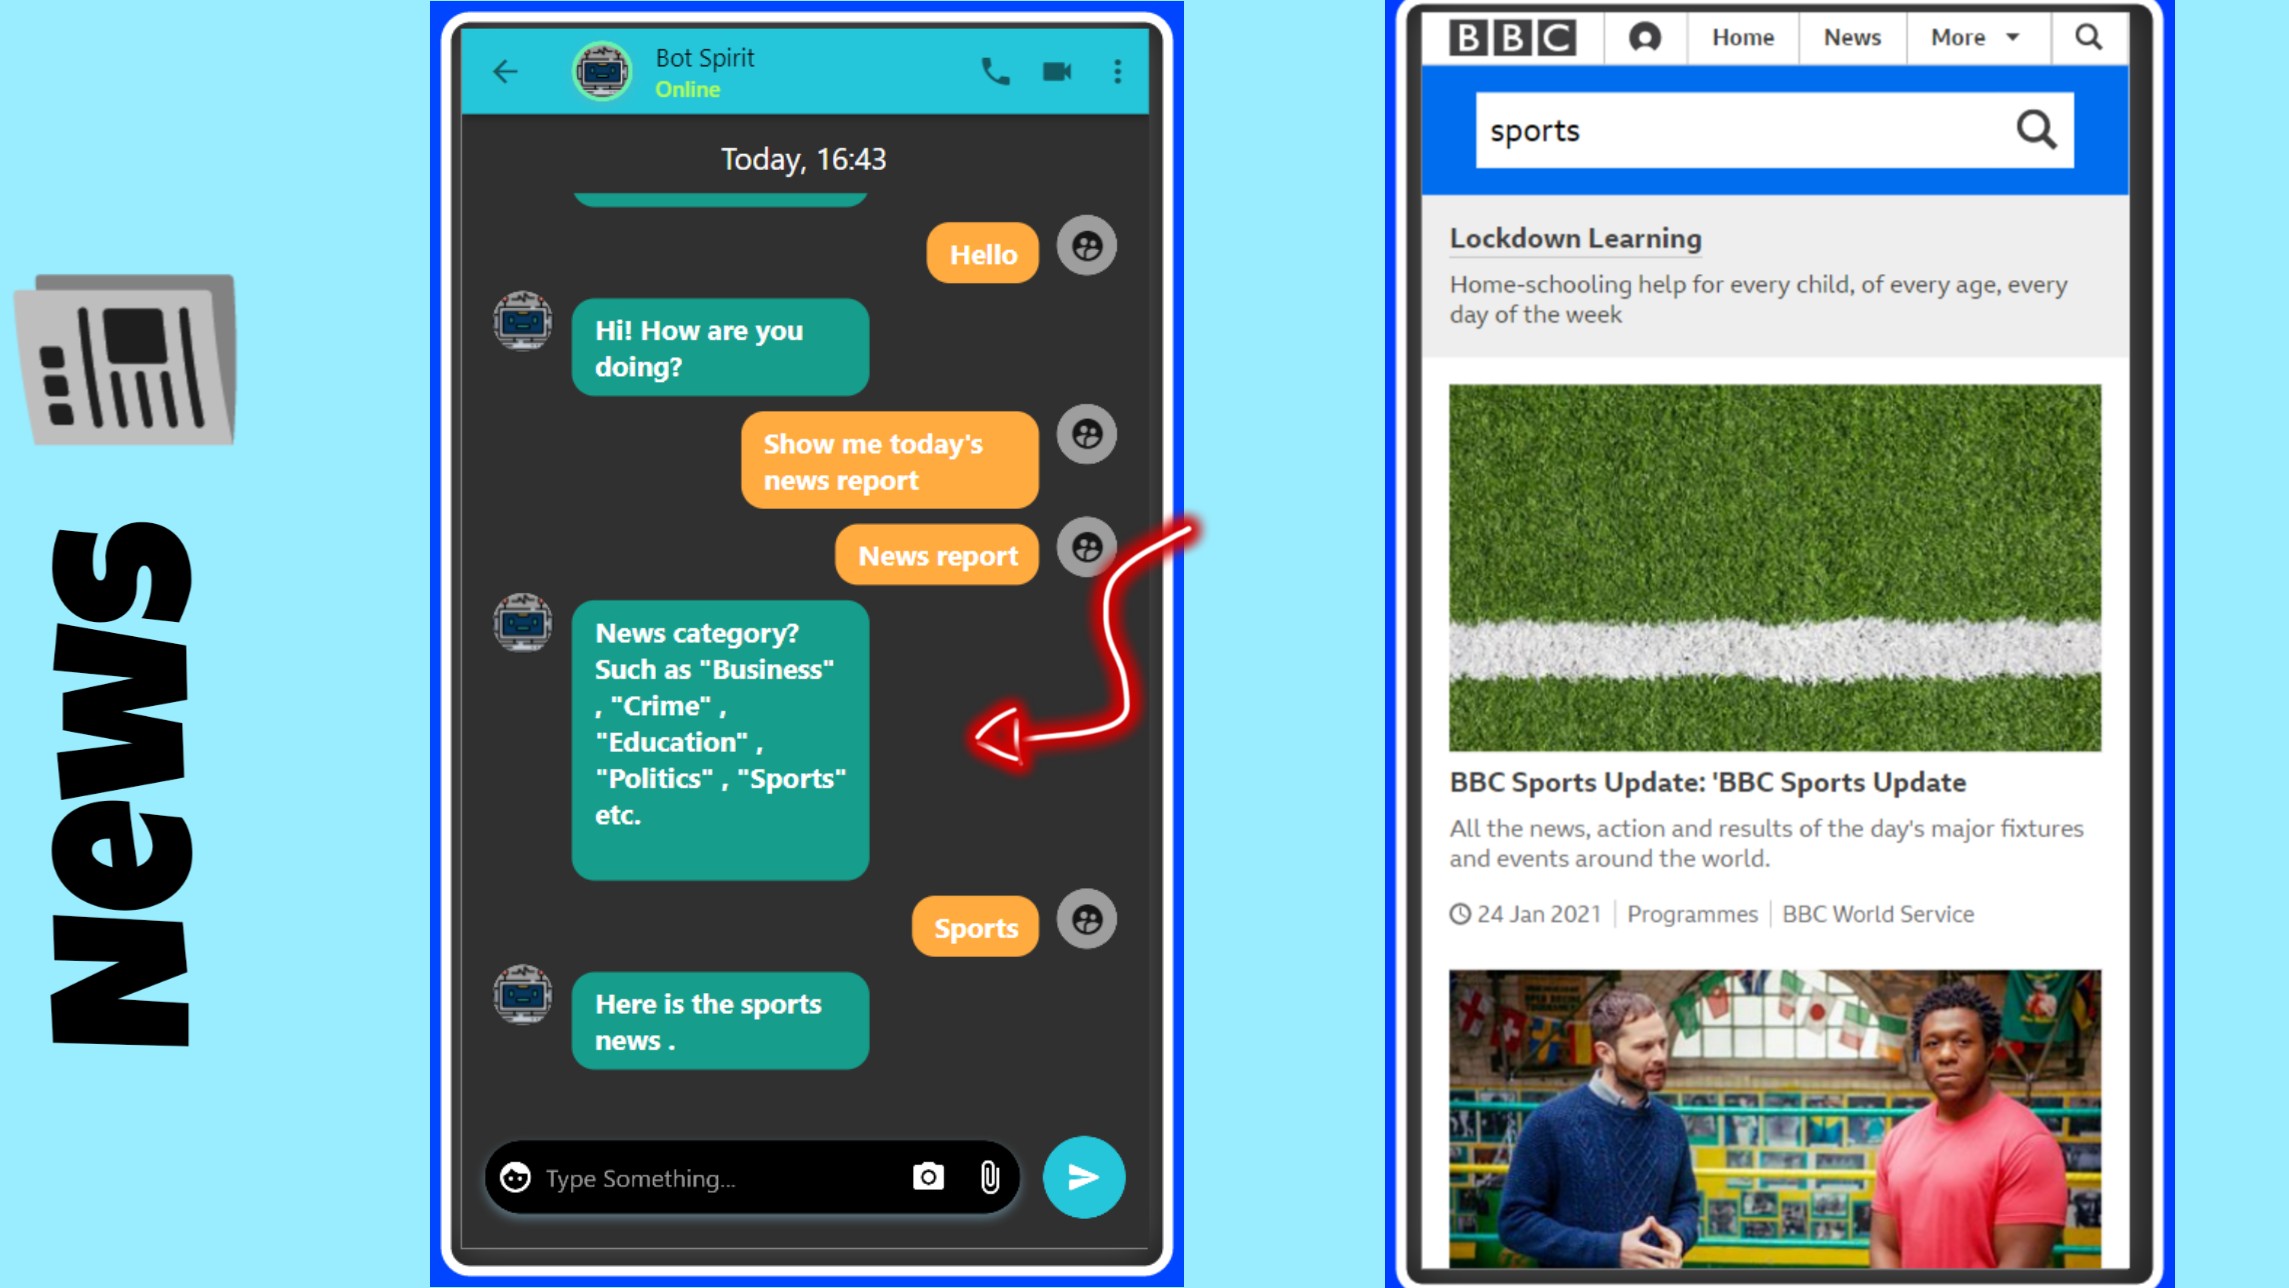 News
Bot Spirit
Online
Today, 16:43
Hello
Hi! How are you
doing?
Show me today's
news report
News report
News category?
Such as "Business"
, "Crime" ,
"Education" ,
"Politics" , "Sports"
etc.
Sports
Here is the sports
news .
Type Something...
BBC Home News More
sports
Lockdown Learning
Home-schooling help for every child, of every age, every
day of the week
BBC Sports Update: 'BBC Sports Update
All the news, action and results of the day's major fixtures
and events around the world.
24 Jan 2021 Programmes BBC World Service